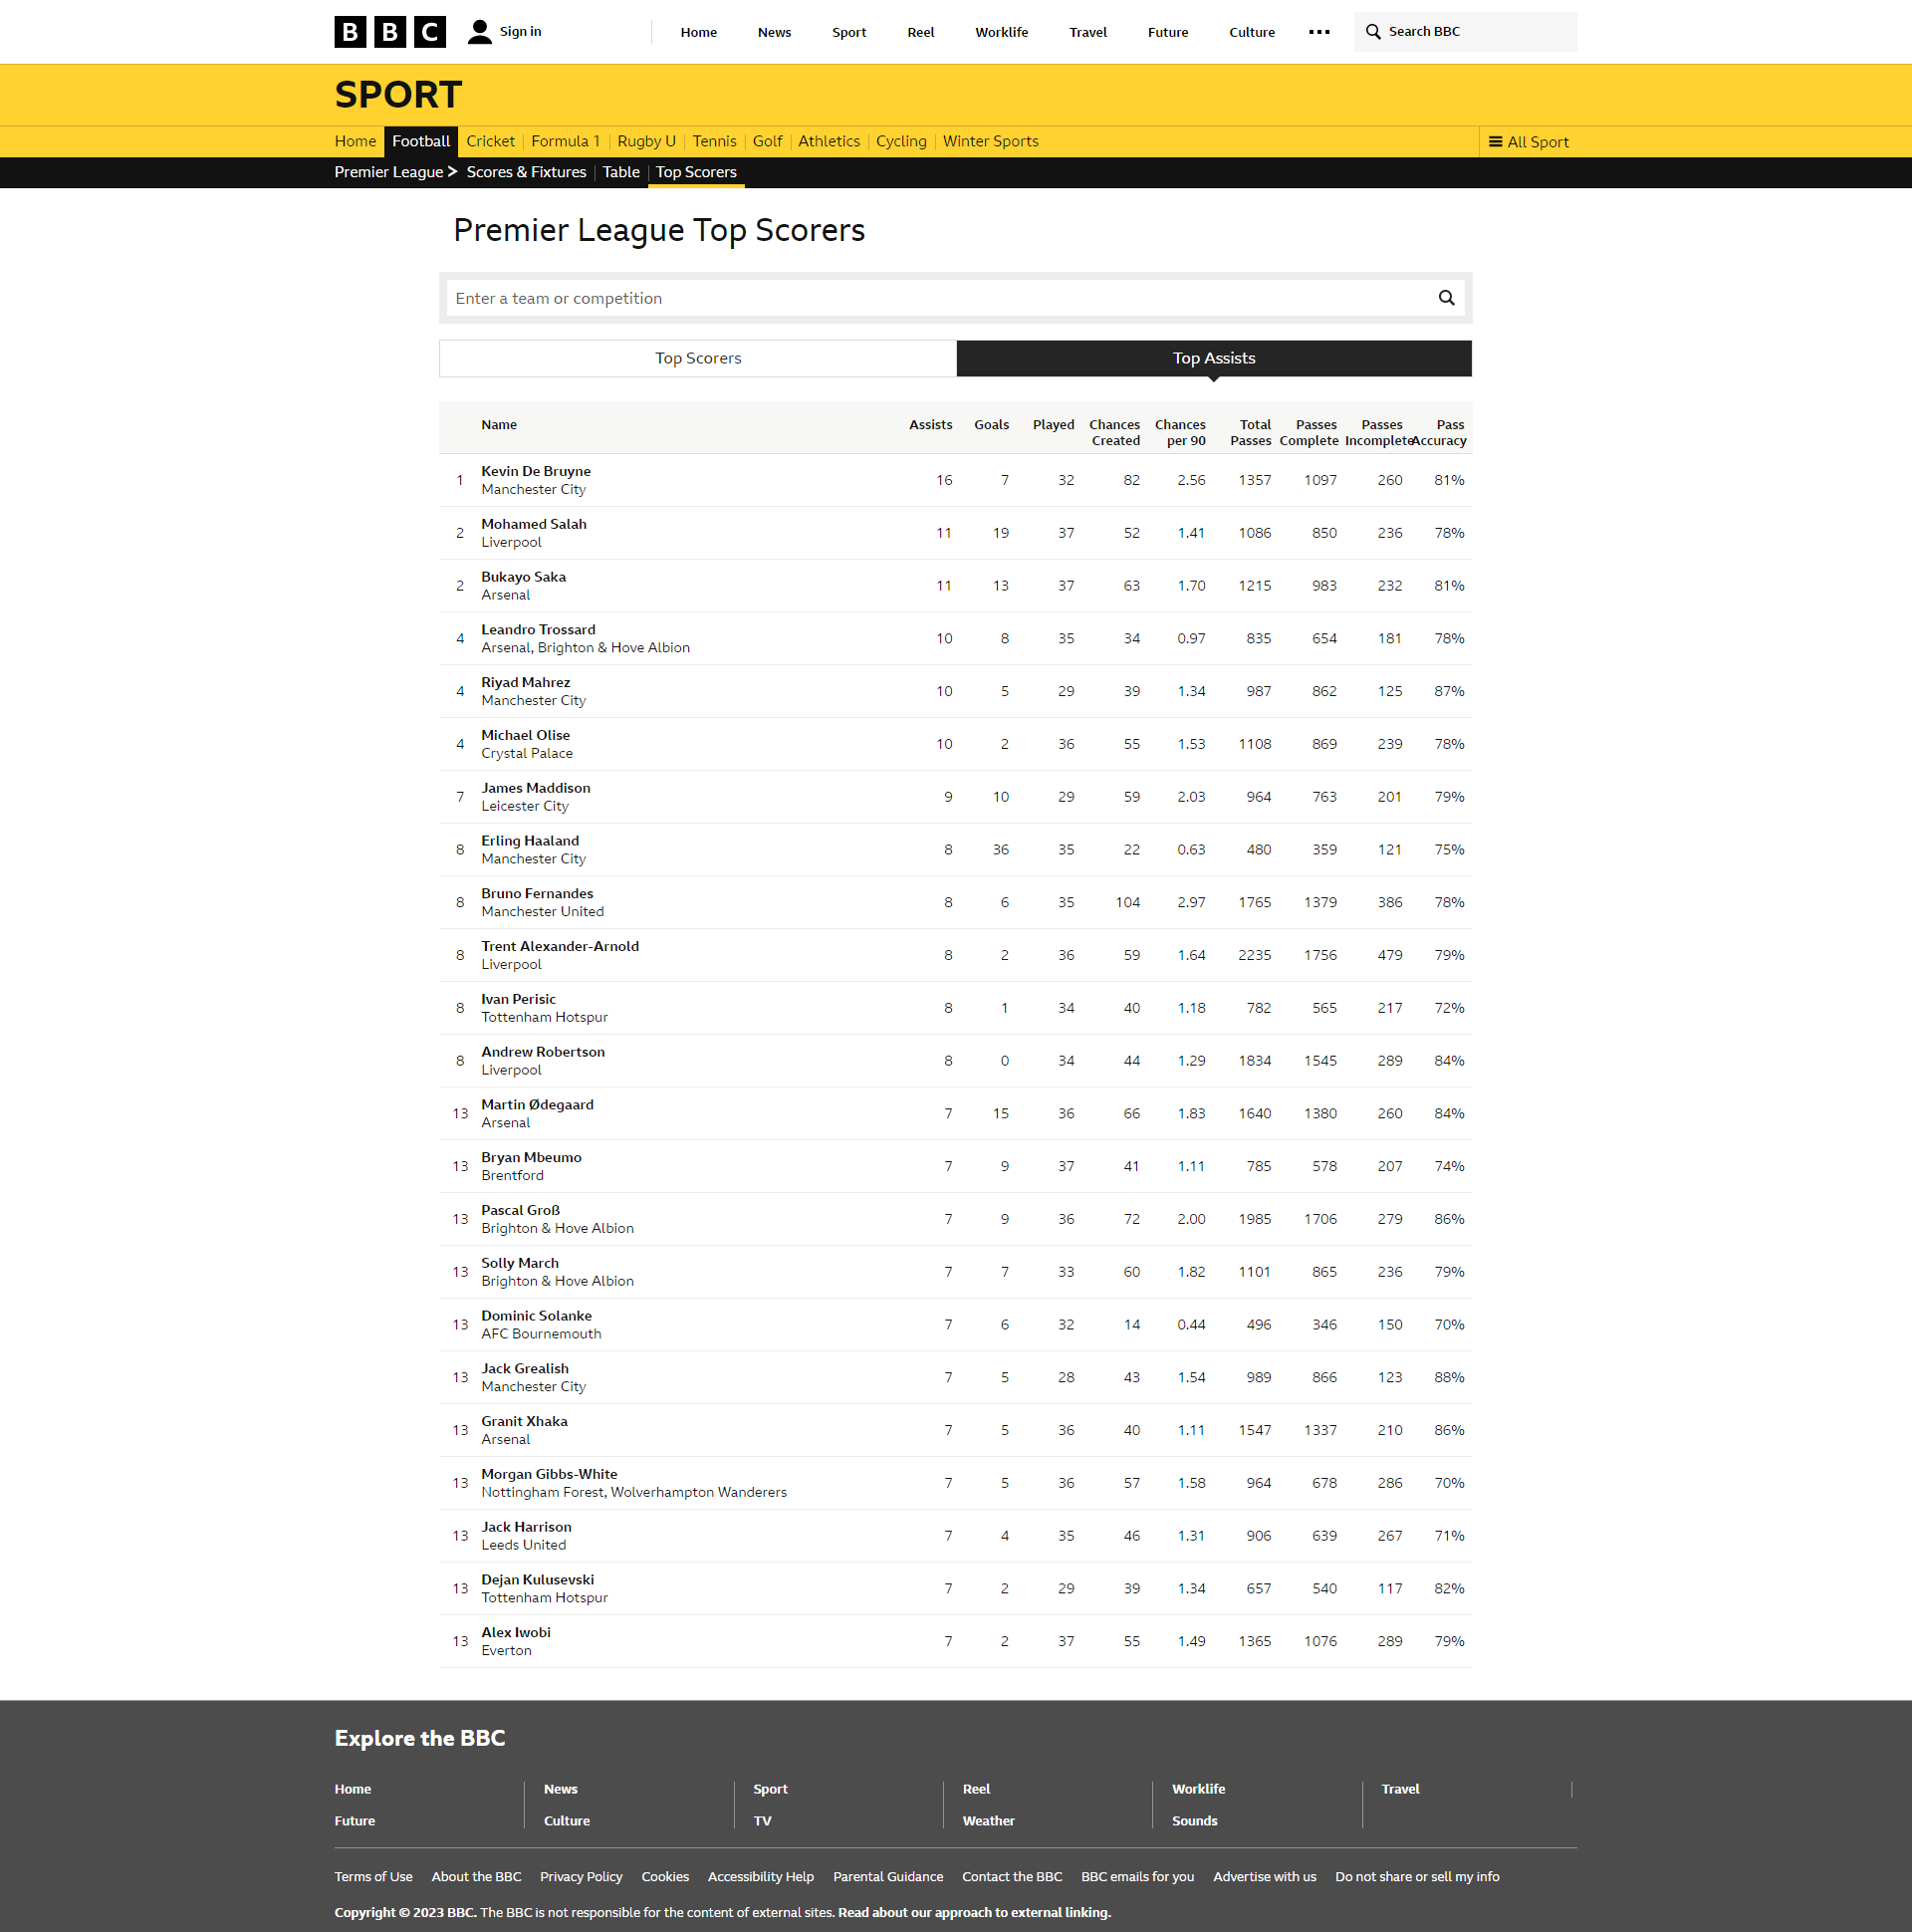 BBC Sign in Home News Sport Reel Worklife Travel Future Culture Search BBC
SPORT
Home Football Cricket Formula 1 Rugby U Tennis Golf Athletics Cycling Winter Sports All Sport
Premier League Scores & Fixtures Table Top Scorers
Premier League Top Scorers
Enter a team or competition
Top Scorers Top Assists
Name Assists Goals Played Chances Created Chances per 90 Total Passes Passes Complete Passes Incomplete Pass Accuracy
1 Kevin De Bruyne 16 7 32 82 2.56 1357 1097 260 81%
Manchester City
2 Mohamed Salah 11 19 37 52 1.41 1086 850 236 78%
Liverpool
2 Bukayo Saka 11 13 37 63 1.70 1215 983 232 81%
Arsenal
4 Leandro Trossard 10 8 35 34 0.97 835 654 181 78%
Arsenal, Brighton & Hove Albion
4 Riyad Mahrez 10 5 29 39 1.34 987 862 125 87%
Manchester City
4 Michael Olise 10 2 36 55 1.53 1108 869 239 78%
Crystal Palace
7 James Maddison 9 10 29 59 2.03 964 763 201 79%
Leicester City
8 Erling Haaland 8 36 35 22 0.63 480 359 121 75%
Manchester City
8 Bruno Fernandes 8 6 35 104 2.97 1765 1379 386 78%
Manchester United
8 Trent Alexander-Arnold 8 2 36 59 1.64 2235 1756 479 79%
Liverpool
8 Ivan Perisic 8 1 34 40 1.18 782 565 217 72%
Tottenham Hotspur
8 Andrew Robertson 8 0 34 44 1.29 1834 1545 289 84%
Liverpool
13 Martin Ødegaard 7 15 36 66 1.83 1640 1380 260 84%
Arsenal
13 Bryan Mbeumo 7 9 37 41 1.11 785 578 207 74%
Brentford
13 Pascal Groß 7 9 36 72 2.00 1985 1706 279 86%
Brighton & Hove Albion
13 Solly March 7 7 33 60 1.82 1101 865 236 79%
Brighton & Hove Albion
13 Dominic Solanke 7 6 32 14 0.44 496 346 150 70%
AFC Bournemouth
13 Jack Grealish 7 5 28 43 1.54 989 866 123 88%
Manchester City
13 Granit Xhaka 7 5 36 40 1.11 1547 1337 210 86%
Arsenal
13 Morgan Gibbs-White 7 5 36 57 1.58 964 678 286 70%
Nottingham Forest, Wolverhampton Wanderers
13 Jack Harrison 7 4 35 46 1.31 906 639 267 71%
Leeds United
13 Dejan Kulusevski 7 2 29 39 1.34 657 540 117 82%
Tottenham Hotspur
13 Alex Iwobi 7 2 37 55 1.49 1365 1076 289 79%
Everton
Explore the BBC
Home News Sport Reel Worklife Travel
Future Culture TV Weather Sounds
Terms of Use About the BBC Privacy Policy Cookies Accessibility Help Parental Guidance Contact the BBC BBC emails for you Advertise with us Do not share or sell my info
Copyright © 2023 BBC. The BBC is not responsible for the content of external sites. Read about our approach to external linking.